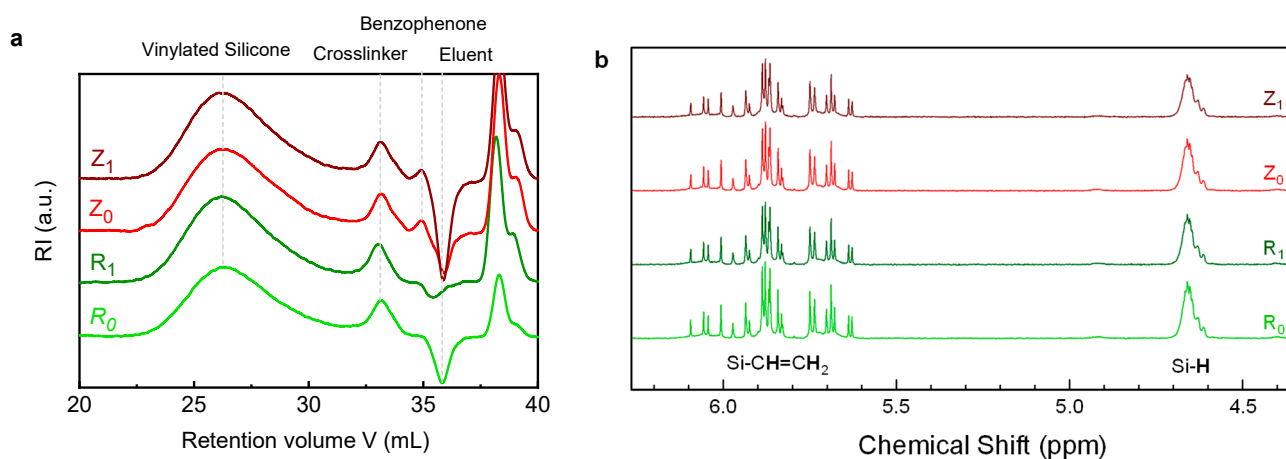 a
Benzophenone
Vinylated Silicone
Crosslinker
Eluent
Z1
Z0
R1
R0
RI (a.u.)
20 25 30 35 40
Retention volume V (mL)
b
Z1
Z0
R1
R0
Si-CH=CH2
Si-H
6.0 5.5 5.0 4.5
Chemical Shift (ppm)